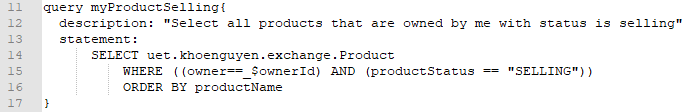 11 query myProductSelling{
12 description: "Select all products that are owned by me with status is selling"
13 statement:
14 SELECT uet.khoenguyen.exchange.Product
15 WHERE ((owner==_$ownerId) AND (productStatus == "SELLING"))
16 ORDER BY productName
17 }